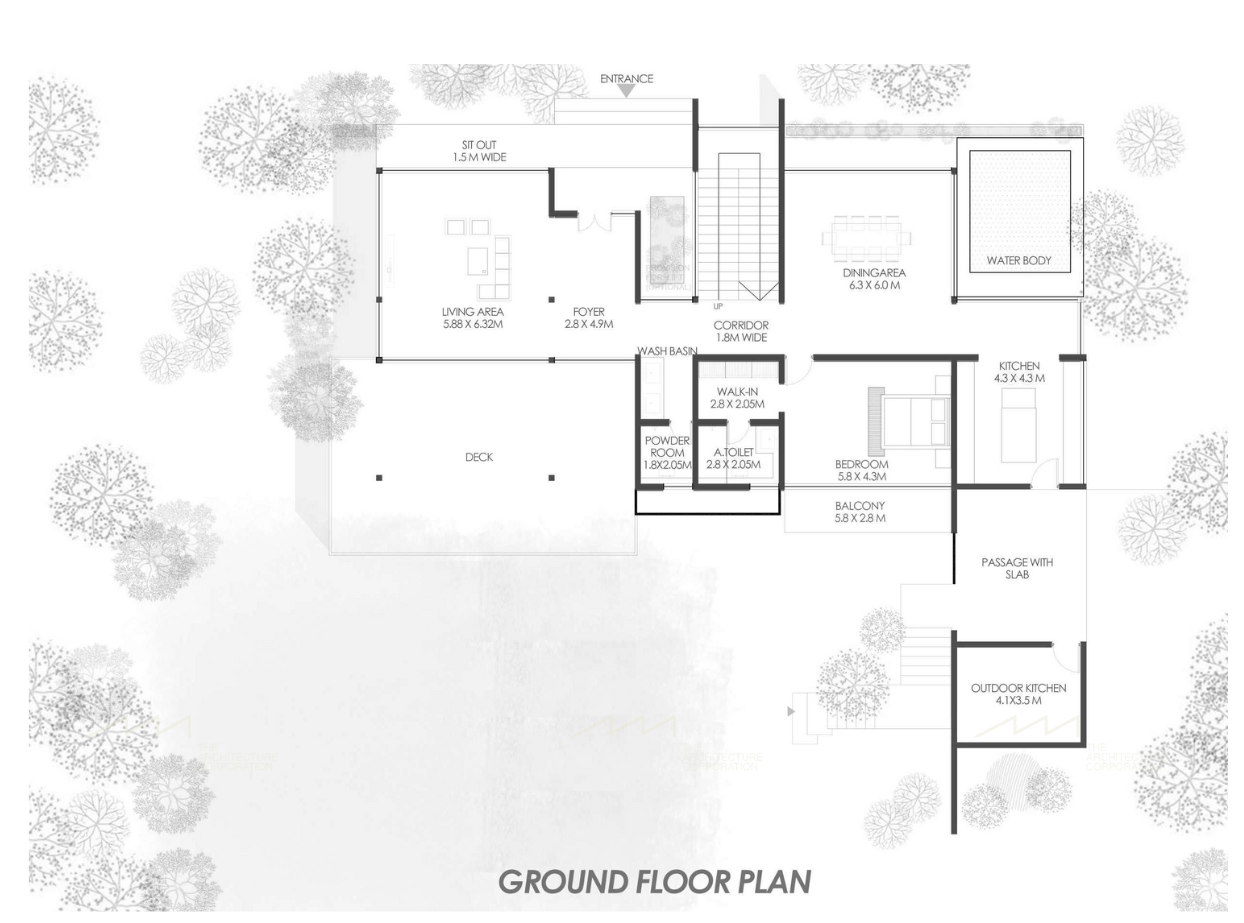 ENTRANCE
SIT OUT
1.5 M WIDE
WATER BODY
DININGAREA
6.3 X 6.0 M
LIVING AREA
5.88 X 6.32M
FOYER
2.8 X 4.9M
UP
CORRIDOR
1.8M WIDE
WASH BASIN
KITCHEN
4.3 X 4.3 M
WALK-IN
2.8 X 2.05M
POWDER
ROOM
1.8X2.05M
A.TOILET
2.8 X 2.05M
DECK
BEDROOM
5.8 X 4.3M
BALCONY
5.8 X 2.8 M
PASSAGE WITH
SLAB
OUTDOOR KITCHEN
4.1X3.5 M
GROUND FLOOR PLAN